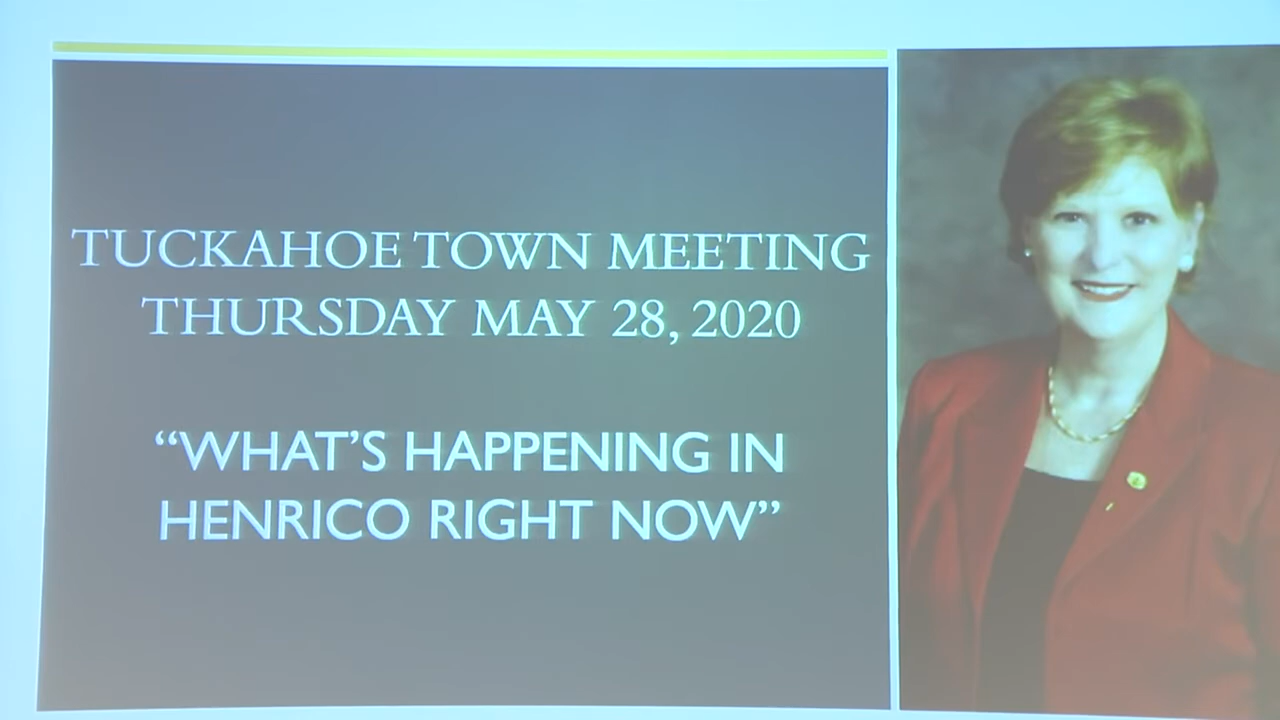 TUCKAHOE TOWN MEETING
THURSDAY MAY 28, 2020
“WHAT’S HAPPENING IN
HENRICO RIGHT NOW”